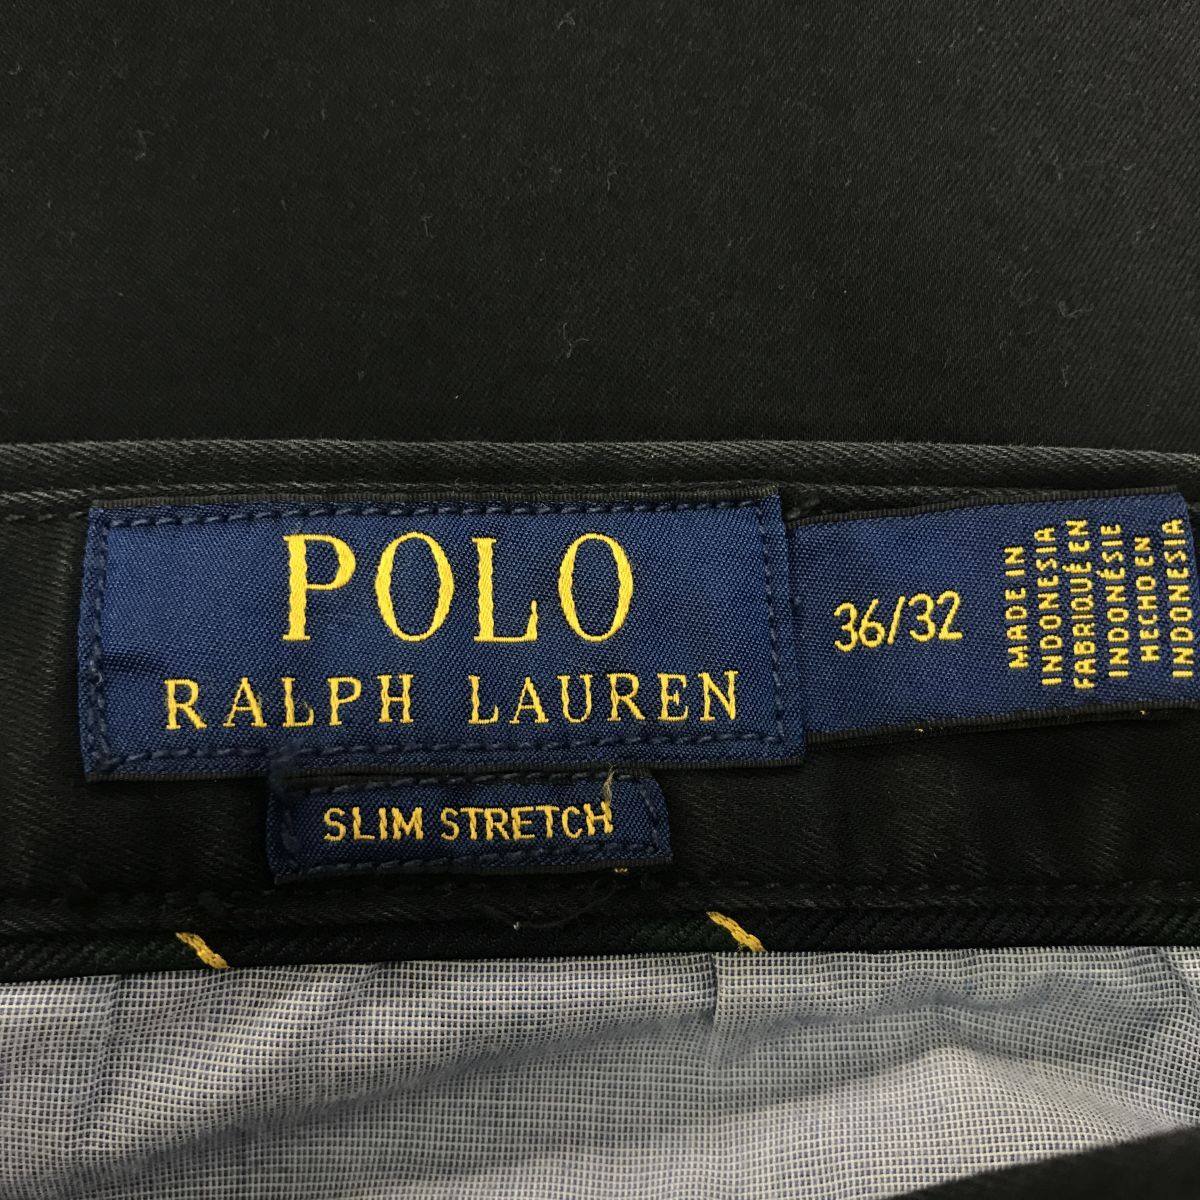 POLO
RALPH LAUREN
SLIM STRETCH
36/32
MADE IN
INDONESIA
FABRIQUÉ EN
INDONÉSIE
HECHO EN
INDONESIA